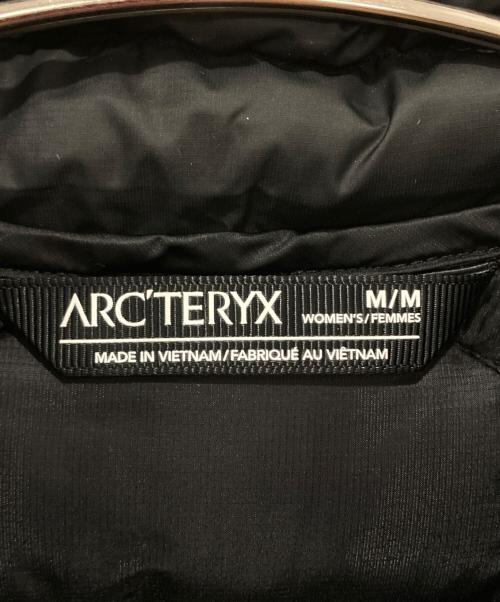 ARC'TERYX
M/M
WOMEN'S/FEMMES
MADE IN VIETNAM/FABRIQUÉ AU VIÊTNAM